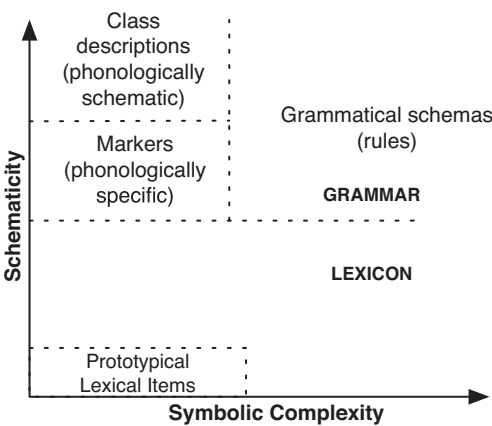 Class
descriptions
(phonologically
schematic)
Grammatical schemas
(rules)
Markers
(phonologically
specific)
GRAMMAR
Schematicity
LEXICON
Prototypical
Lexical Items
Symbolic Complexity